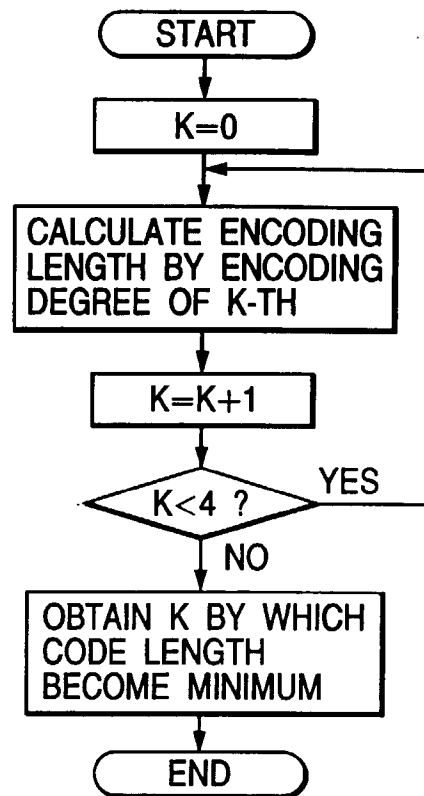 START
K=0
CALCULATE ENCODING
LENGTH BY ENCODING
DEGREE OF K-TH
K=K+1
K<4 ?
YES
NO
OBTAIN K BY WHICH
CODE LENGTH
BECOME MINIMUM
END